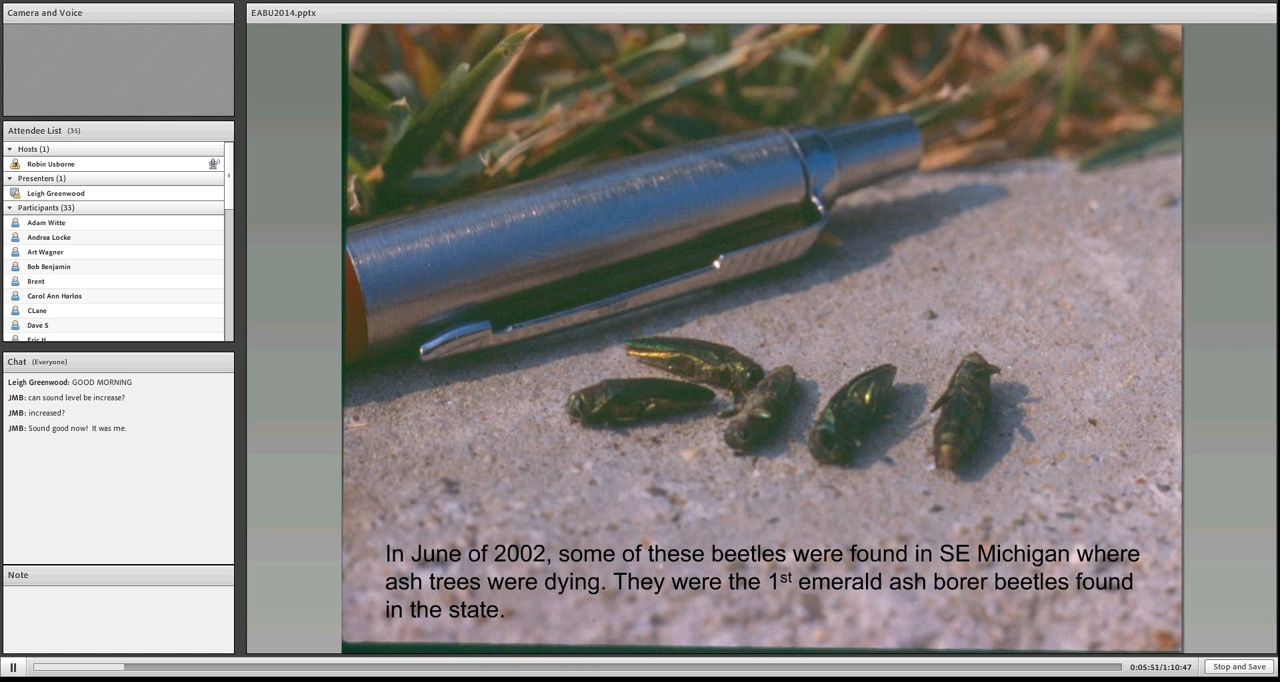 Camera and Voice
Attendee List (35)
Hosts (1)
Robin Usborne
Presenters (1)
Leigh Greenwood
Participants (33)
Adam Witte
Andrea Locke
Art Wagner
Bob Benjamin
Brent
Carol Ann Harlos
CLane
Dave S
Eric H
Chat (Everyone)
Leigh Greenwood: GOOD MORNING
JMB: can sound level be increase?
JMB: increased?
JMB: Sound good now! It was me.
Note
EABU2014.pptx
In June of 2002, some of these beetles were found in SE Michigan where
ash trees were dying. They were the 1st emerald ash borer beetles found
in the state.
0:05:51/1:10:47
Stop and Save